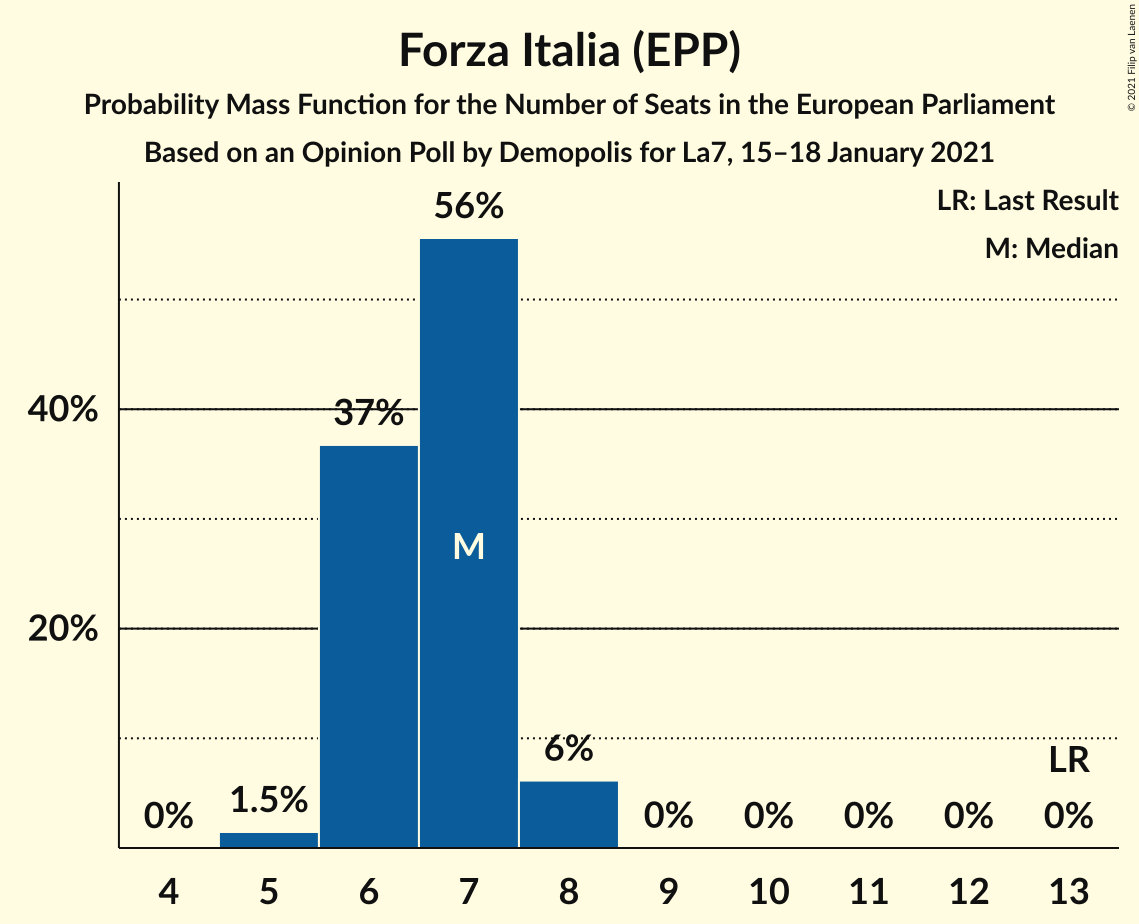 Forza Italia (EPP)
Probability Mass Function for the Number of Seats in the European Parliament
Based on an Opinion Poll by Demopolis for La7, 15–18 January 2021
© 2021 Filip van Laenen
LR: Last Result
M: Median
56%
40%
37%
M
20%
6%
LR
0% 1.5% 0% 0% 0% 0% 0%
4 5 6 7 8 9 10 11 12 13